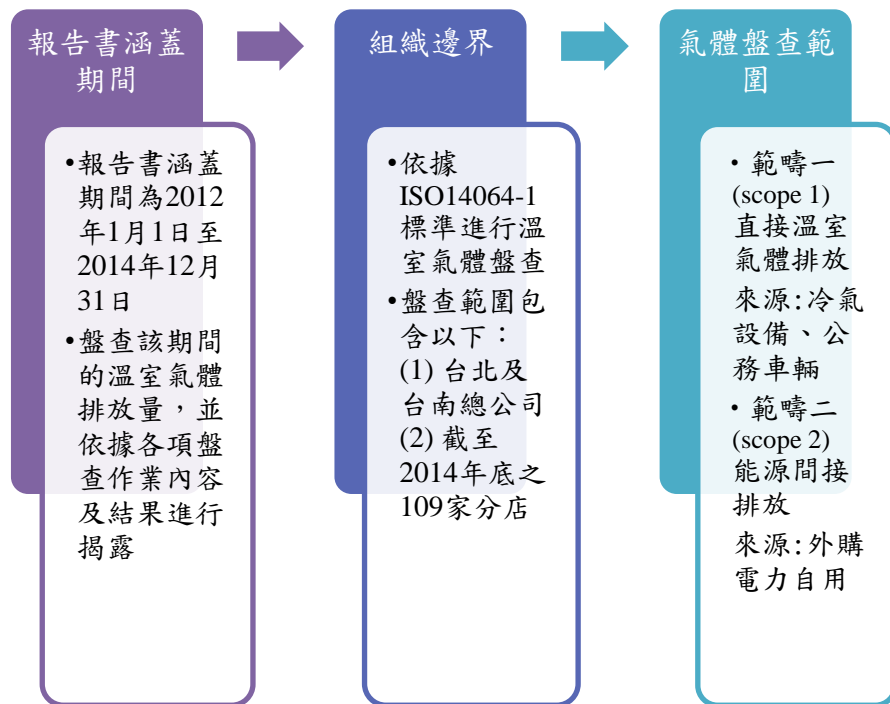 報告書涵蓋
期間
•報告書涵蓋
期間為2012
年1月1日至
2014年12月
31日
•盤查該期間
的溫室氣體
排放量，並
依據各項盤
查作業內容
及結果進行
揭露
組織邊界
•依據
ISO14064-1
標準進行溫
室氣體盤查
•盤查範圍包
含以下：
(1) 台北及
台南總公司
(2) 截至
2014年底之
109家分店
氣體盤查範
圍
• 範疇一
(scope 1)
直接溫室
氣體排放
來源:冷氣
設備、公
務車輛
• 範疇二
(scope 2)
能源間接
排放
來源:外購
電力自用